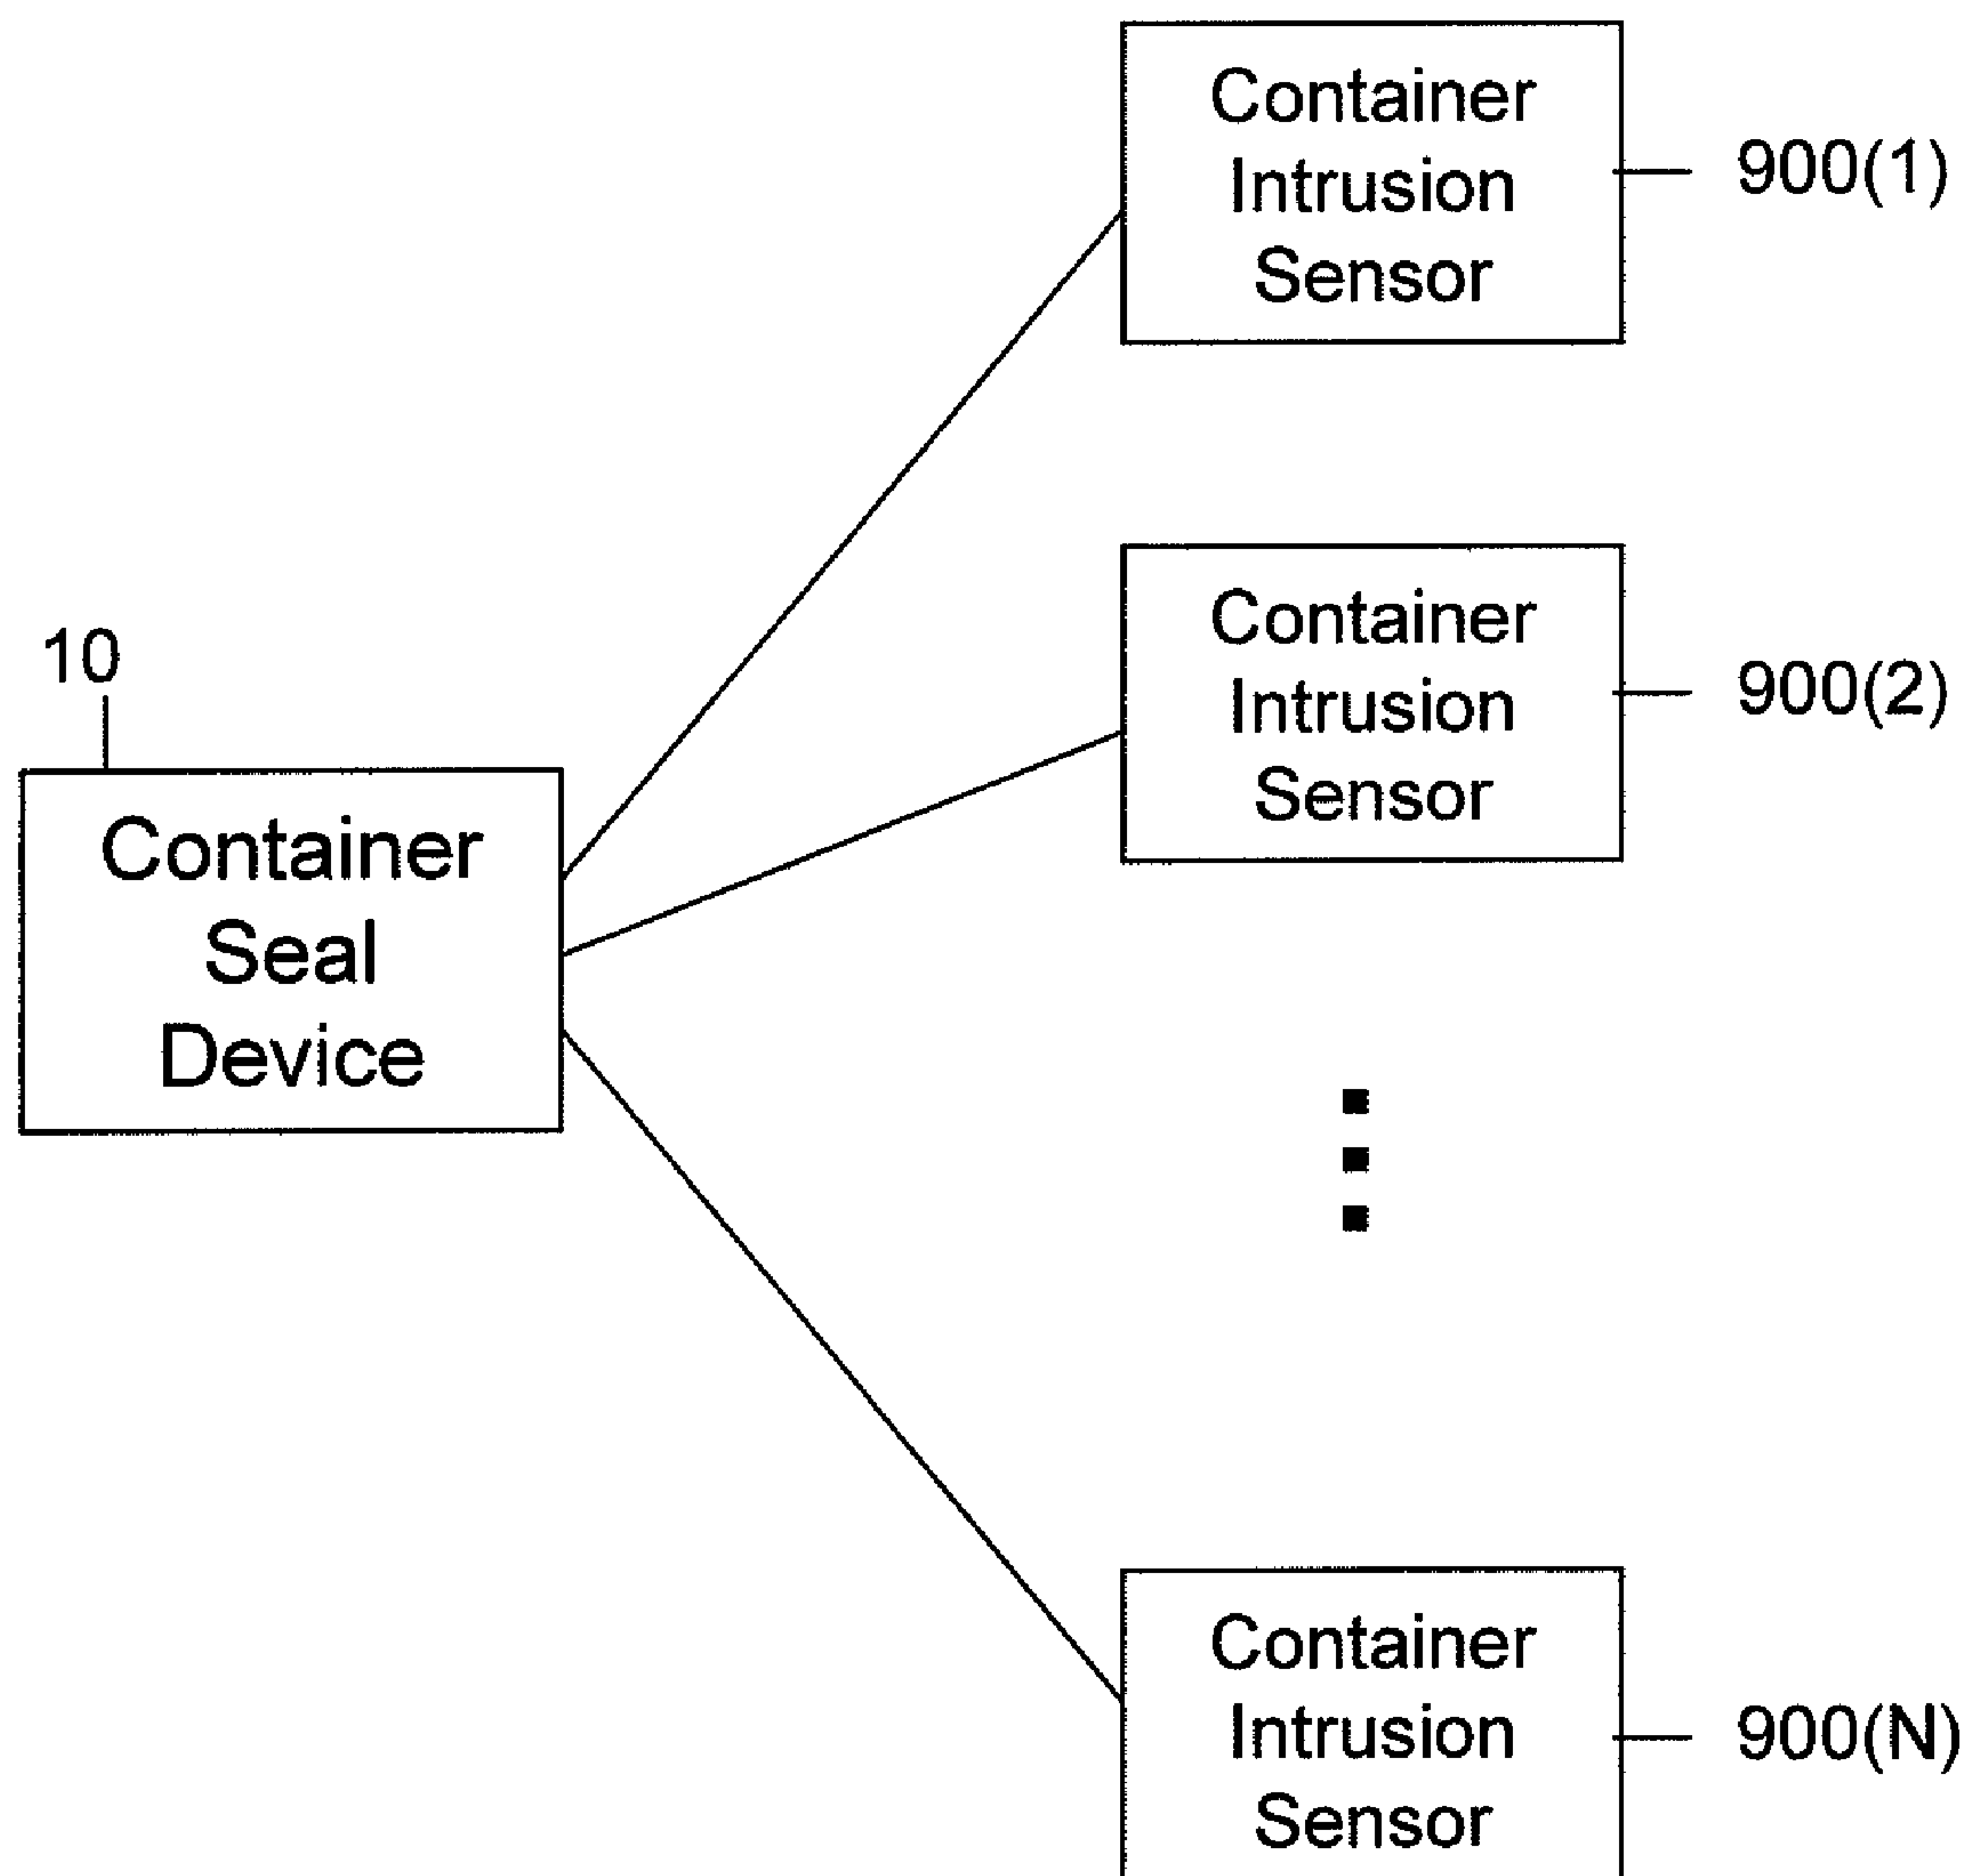 Container
Intrusion
Sensor
900(1)
Container
Intrusion
Sensor
900(2)
10
Container
Seal
Device
Container
Intrusion
Sensor
900(N)